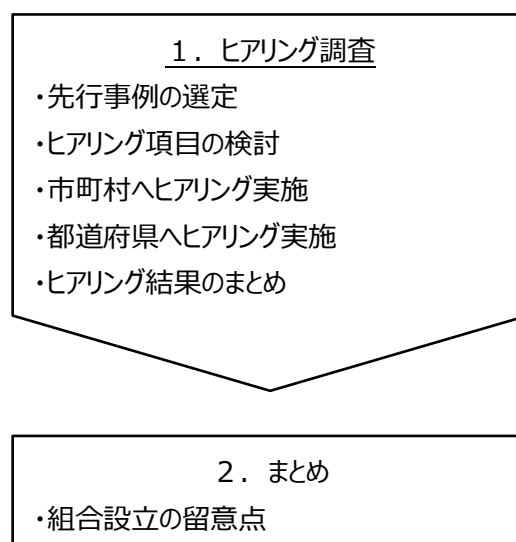 １．ヒアリング調査
・先行事例の選定
・ヒアリング項目の検討
・市町村へヒアリング実施
・都道府県へヒアリング実施
・ヒアリング結果のまとめ
２．まとめ
・組合設立の留意点